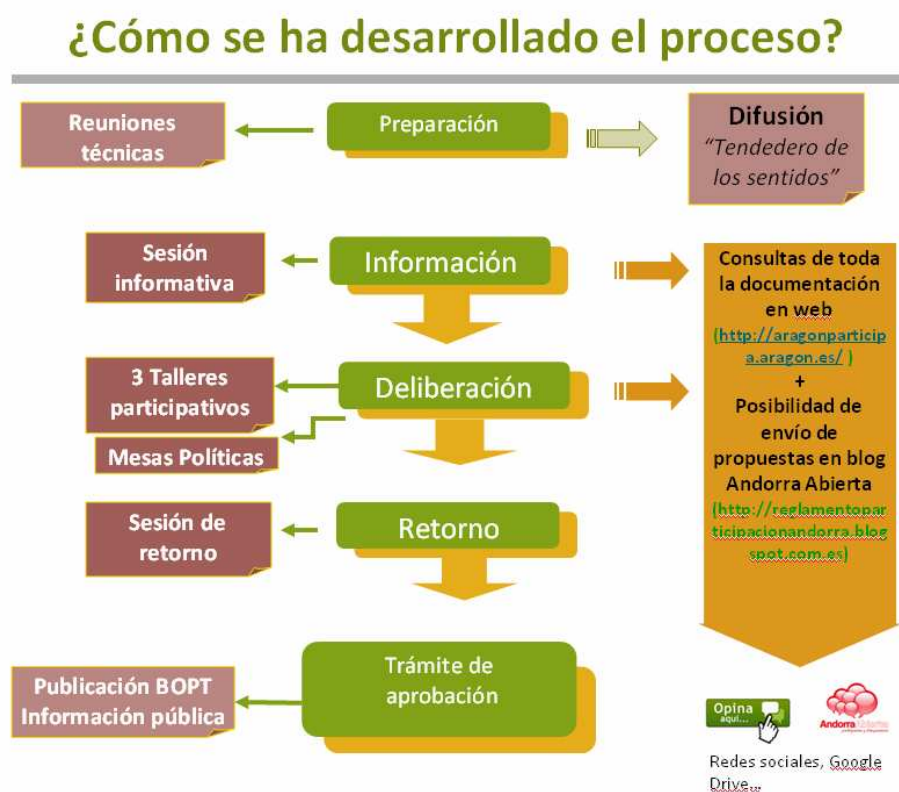 ¿Cómo se ha desarrollado el proceso?
Reuniones
técnicas
Preparación
Difusión
“Tendedero de
los sentidos”
Sesión
informativa
Información
Consultas de toda
la documentación
en web
(http://aragonparticip
a.aragon.es/ )
+
Posibilidad de
envío de
propuestas en blog
Andorra Abierta
(http://reglamentopar
ticipacionandorra.blog
spot.com.es)
3 Talleres
participativos
Deliberación
Mesas Políticas
Sesión de
retorno
Retorno
Publicación BOPT
Información pública
Trámite de
aprobación
Opina
aquí...
Andorra Abierta
Redes sociales, Google
Drive...